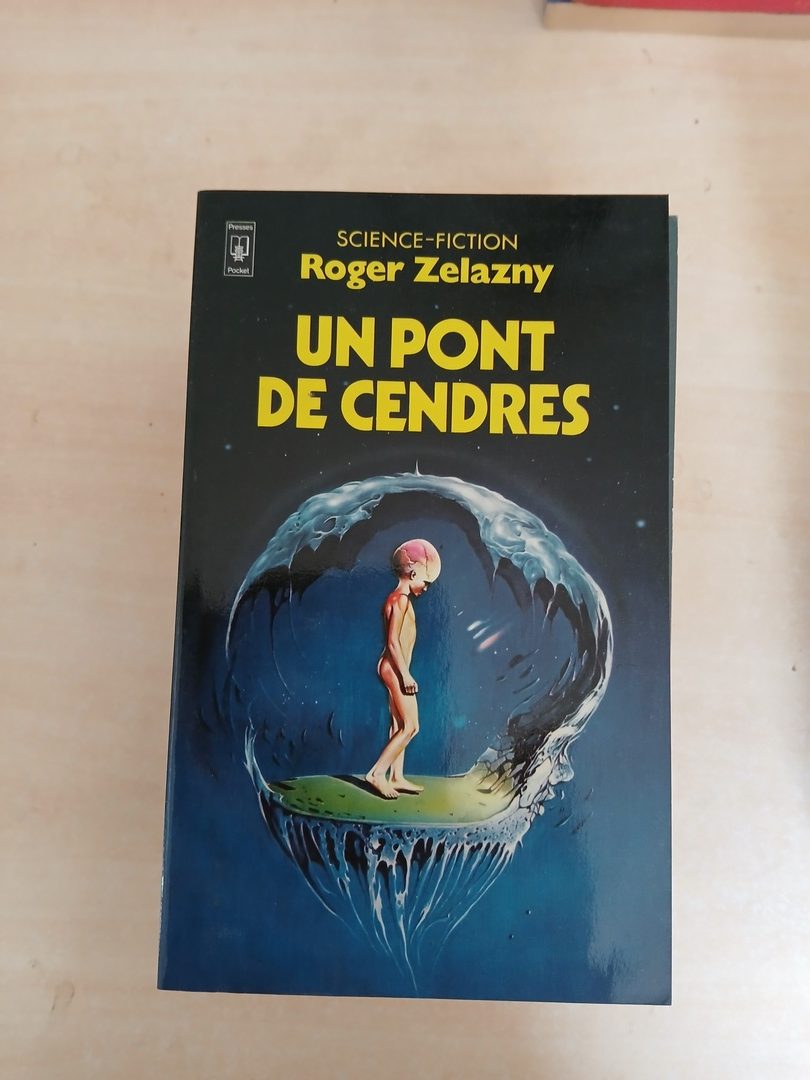 Presses
Pocket
SCIENCE-FICTION
Roger Zelazny
UN PONT
DE CENDRES